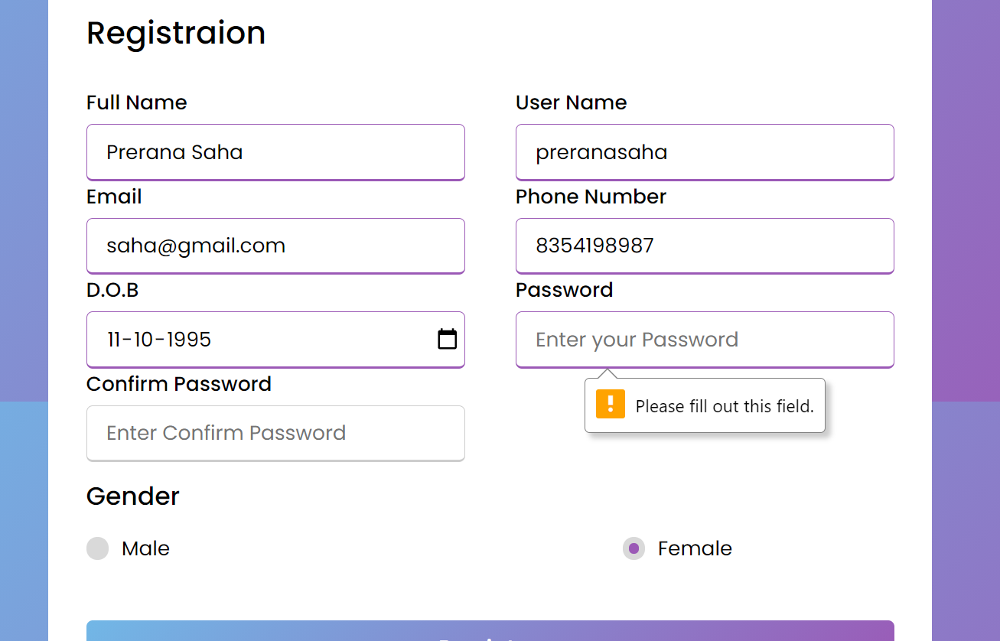 Registraion
Full Name
User Name
Prerana Saha
preranasaha
Email
Phone Number
saha@gmail.com
8354198987
D.O.B
Password
11-10-1995
Enter your Password
Confirm Password
Please fill out this field.
Enter Confirm Password
Gender
Male
Female